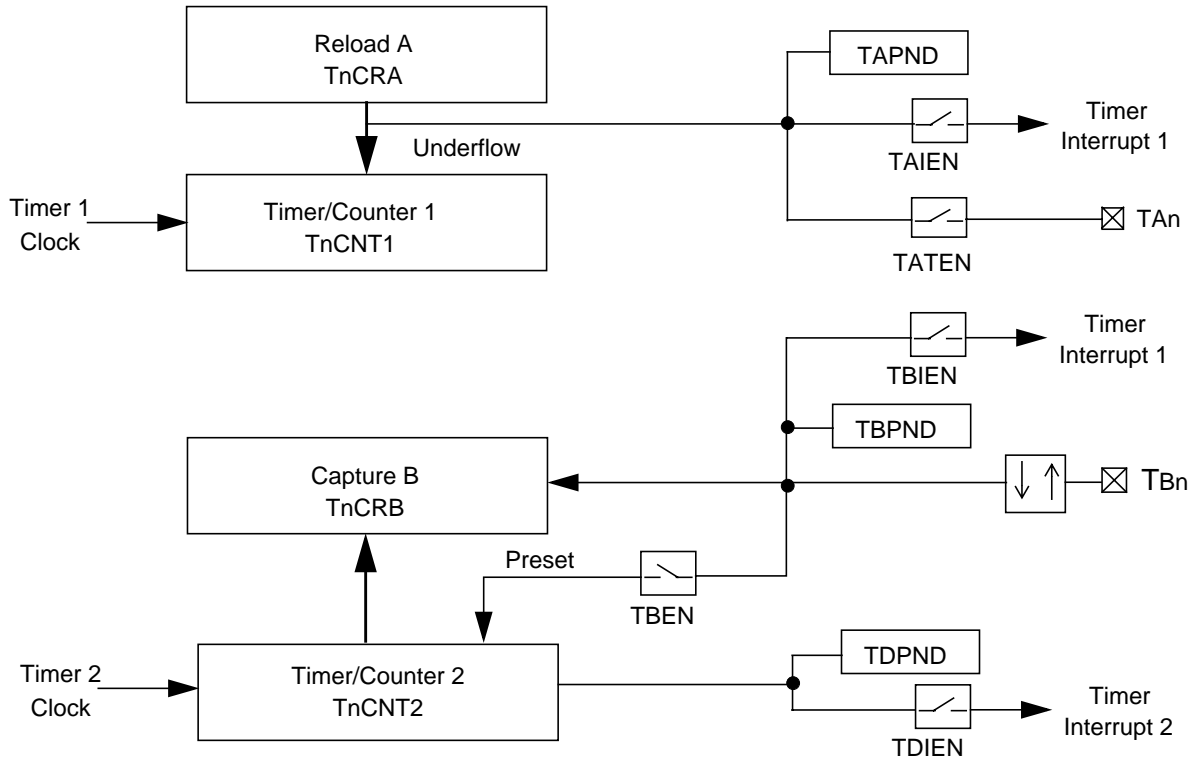 Reload A
TnCRA
TAPND
Timer
Interrupt 1
TAIEN
Underflow
Timer 1
Clock
Timer/Counter 1
TnCNT1
TAn
TATEN
Timer
Interrupt 1
TBIEN
TBPND
Capture B
TnCRB
TBn
Preset
TBEN
Timer 2
Clock
Timer/Counter 2
TnCNT2
TDPND
Timer
Interrupt 2
TDIEN